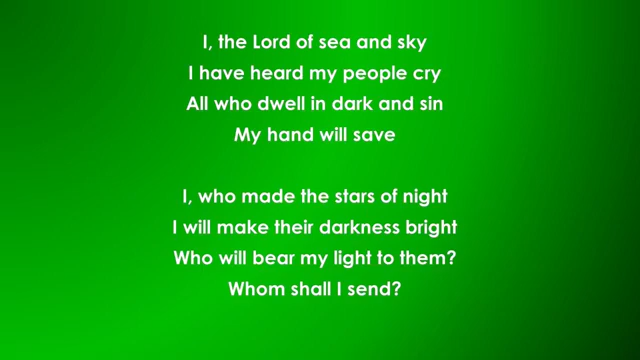 I, the Lord of sea and sky
I have heard my people cry
All who dwell in dark and sin
My hand will save
I, who made the stars of night
I will make their darkness bright
Who will bear my light to them?
Whom shall I send?